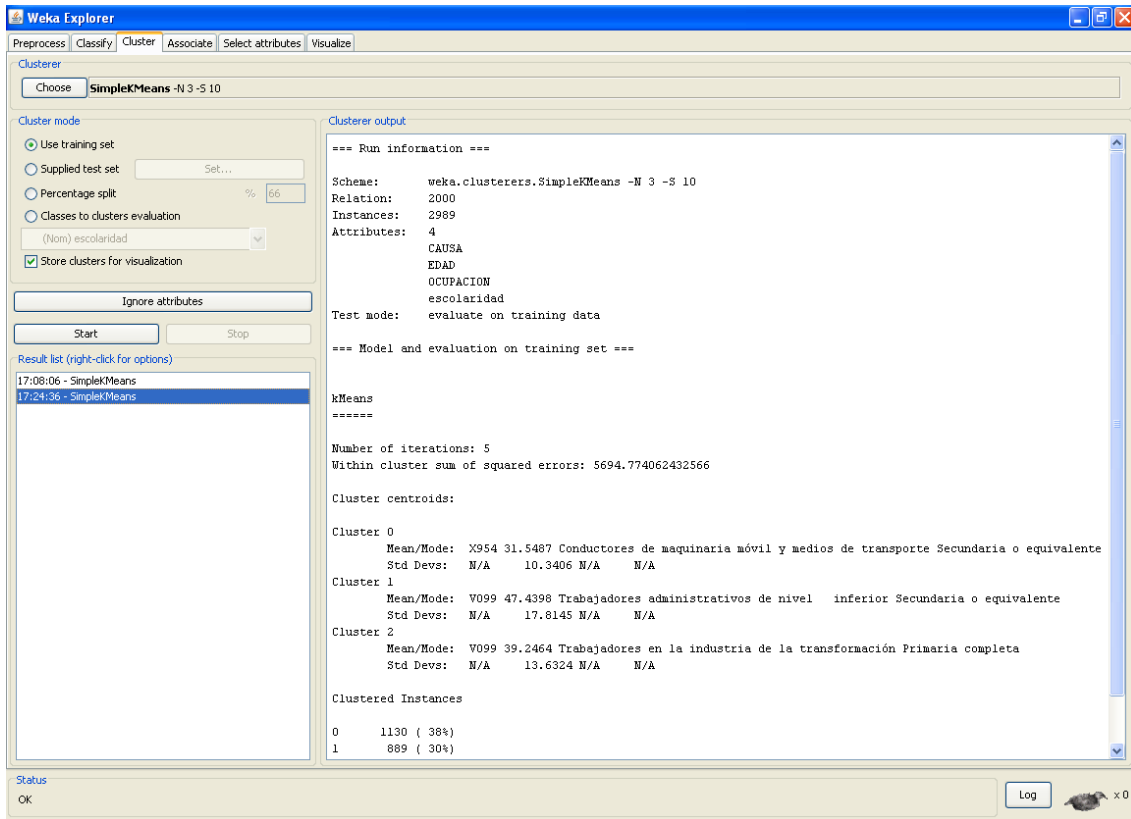 Weka Explorer
Preprocess Classify Cluster Associate Select attributes Visualize
Clusterer
Choose SimpleKMeans -N 3 -S 10
Cluster mode
Use training set
Supplied test set Set...
Percentage split % 66
Classes to clusters evaluation
(Nom) escolaridad
Store clusters for visualization
Ignore attributes
Start Stop
Result list (right-click for options)
17:08:06 - SimpleKMeans
17:24:36 - SimpleKMeans
Clusterer output
=== Run information ===
Scheme: weka.clusterers.SimpleKMeans -N 3 -S 10
Relation: 2000
Instances: 2989
Attributes: 4
CAUSA
EDAD
OCUPACION
escolaridad
Test mode: evaluate on training data
=== Model and evaluation on training set ===
kMeans
======
Number of iterations: 5
Within cluster sum of squared errors: 5694.774062432566
Cluster centroids:
Cluster 0
Mean/Mode: X954 31.5487 Conductores de maquinaria móvil y medios de transporte Secundaria o equivalente
Std Devs: N/A 10.3406 N/A N/A
Cluster 1
Mean/Mode: V099 47.4398 Trabajadores administrativos de nivel inferior Secundaria o equivalente
Std Devs: N/A 17.8145 N/A N/A
Cluster 2
Mean/Mode: V099 39.2464 Trabajadores en la industria de la transformación Primaria completa
Std Devs: N/A 13.6324 N/A N/A
Clustered Instances
0 1130 ( 38%)
1 889 ( 30%)
Status
OK
Log x 0